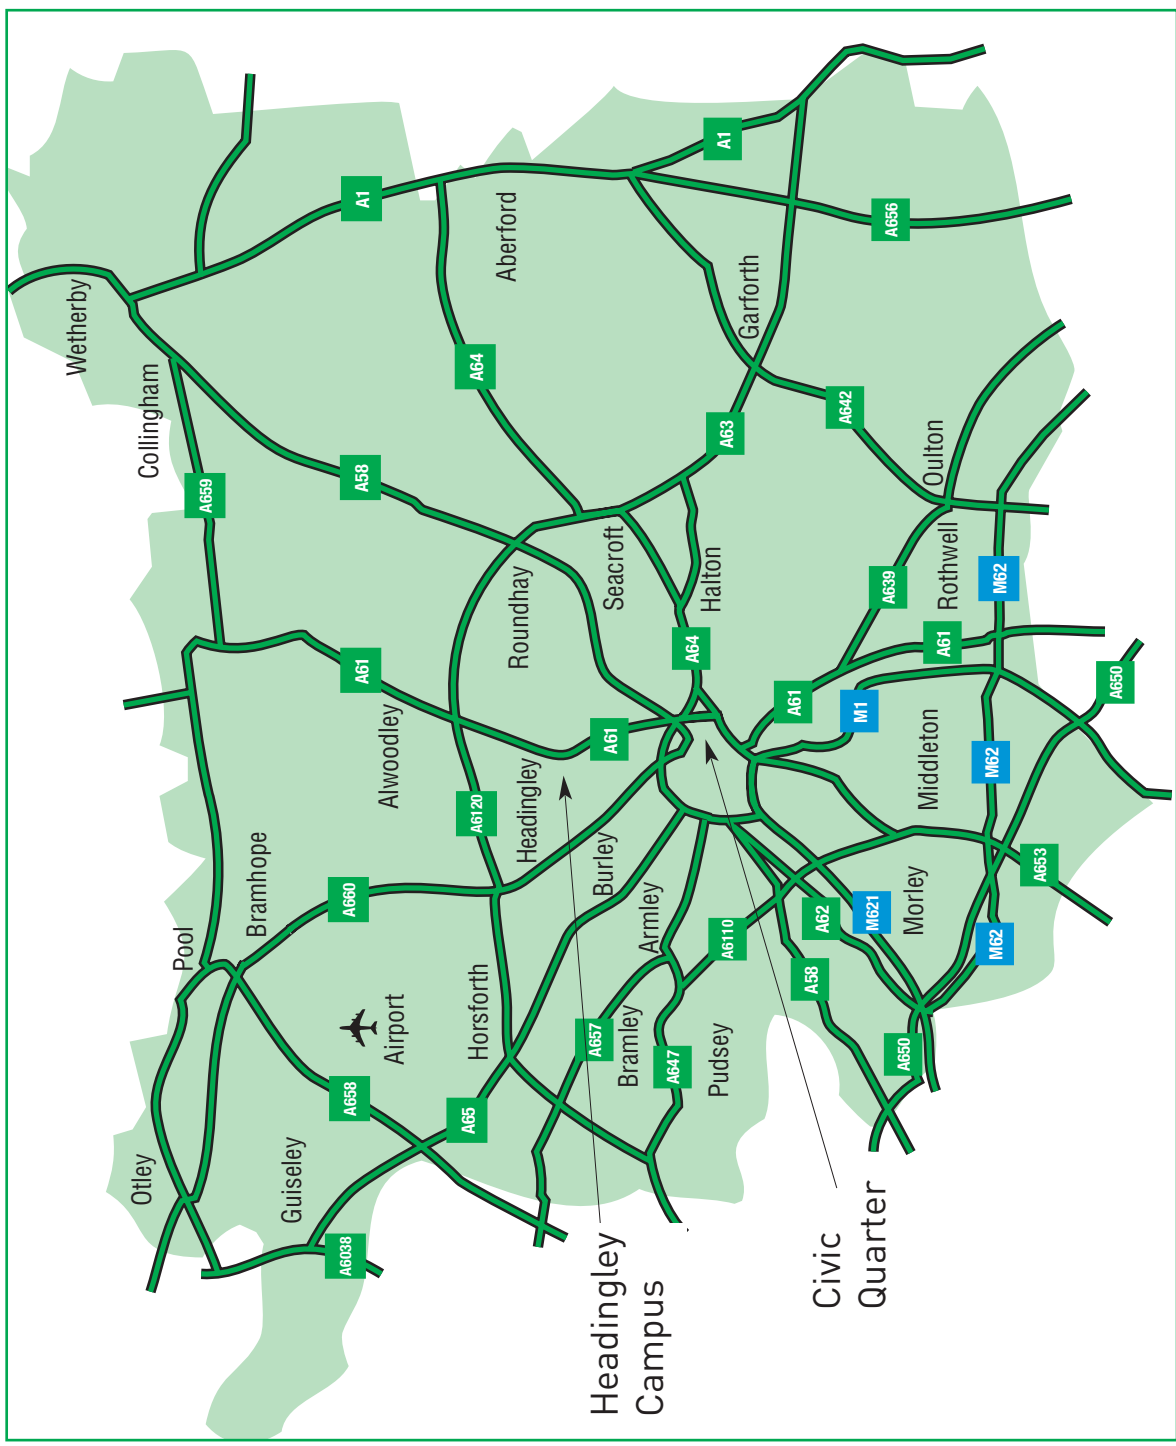 Otley
Pool
Bramhope
Collingham
Wetherby
A659
Guiseley
A6038
A658
Airport
A660
Alwoodley
A61
A58
A1
A65
Horsforth
A6120
Headingley
Roundhay
A64
Aberford
Headingley
Campus
A657
Bramley
Burley
A61
Seacroft
Armley
A647
Pudsey
A6110
A64
Halton
A63
Garforth
A1
Civic
Quarter
A58
A62
M621
A61
M1
A639
A642
A656
A650
Morley
Middleton
A61
Rothwell
Oulton
M62
M62
M62
A653
A650